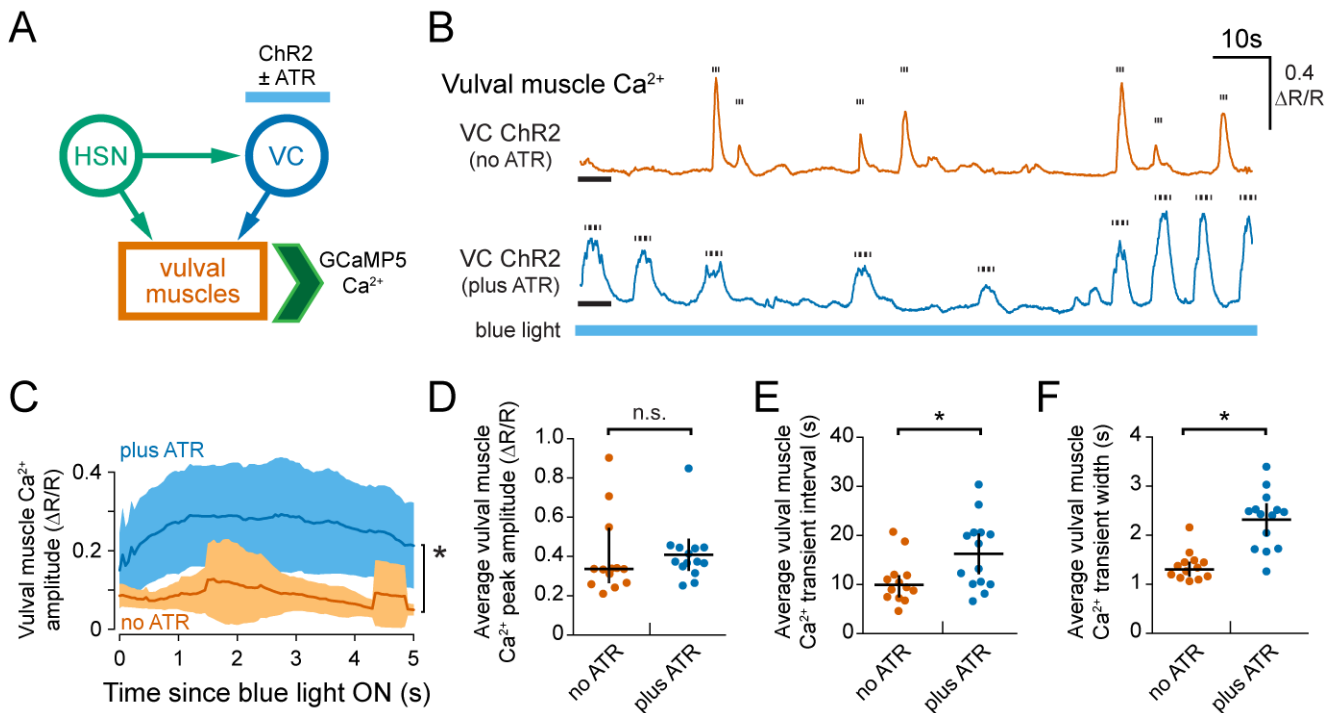 A
ChR2
± ATR
HSN
VC
vulval
muscles
GCaMP5
Ca²⁺
B
10s
0.4
ΔR/R
Vulval muscle Ca²⁺
VC ChR2
(no ATR)
VC ChR2
(plus ATR)
blue light
C
Vulval muscle Ca²⁺
amplitude (ΔR/R)
0.4
0.2
0
plus ATR
no ATR
*
0 1 2 3 4 5
Time since blue light ON (s)
D
Average vulval muscle
Ca²⁺ peak amplitude (ΔR/R)
n.s.
1.0
0.8
0.6
0.4
0.2
0
no ATR
plus ATR
E
Average vulval muscle
Ca²⁺ transient interval (s)
*
40
30
20
10
0
no ATR
plus ATR
F
Average vulval muscle
Ca²⁺ transient width (s)
*
4
3
2
1
0
no ATR
plus ATR